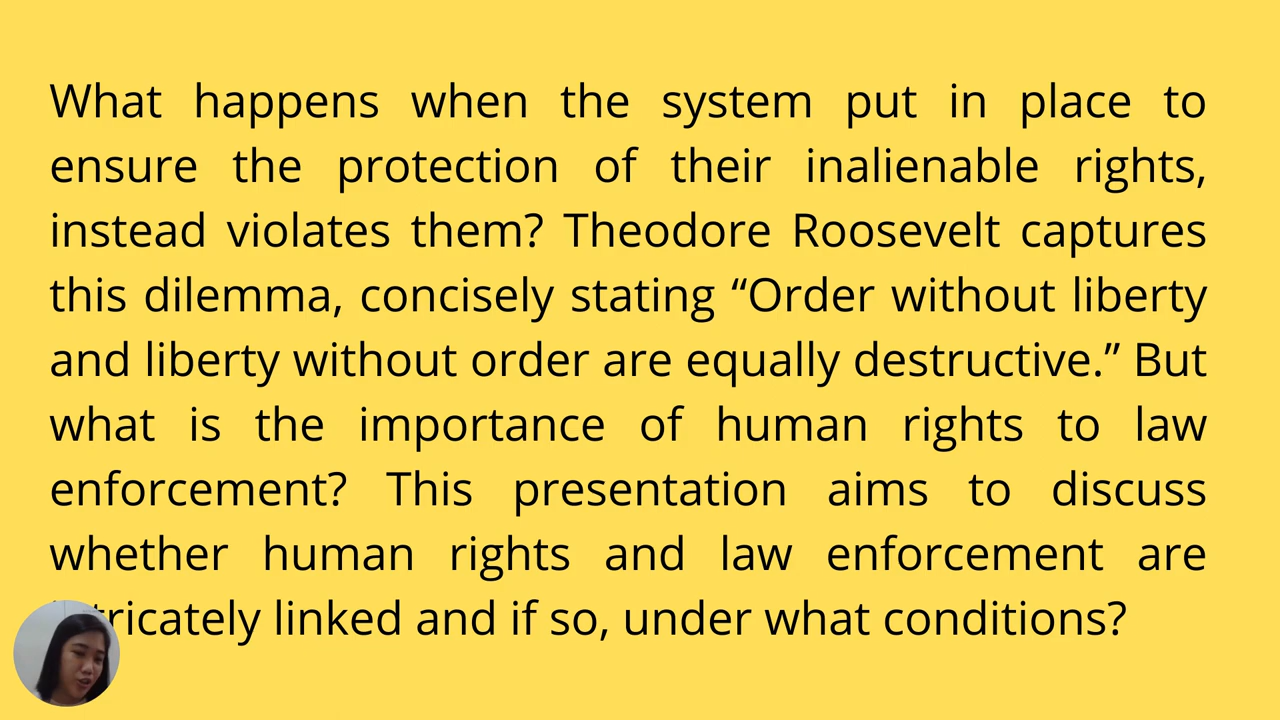 What happens when the system put in place to
ensure the protection of their inalienable rights,
instead violates them? Theodore Roosevelt captures
this dilemma, concisely stating “Order without liberty
and liberty without order are equally destructive.” But
what is the importance of human rights to law
enforcement? This presentation aims to discuss
whether human rights and law enforcement are
linked and if so, under what conditions?